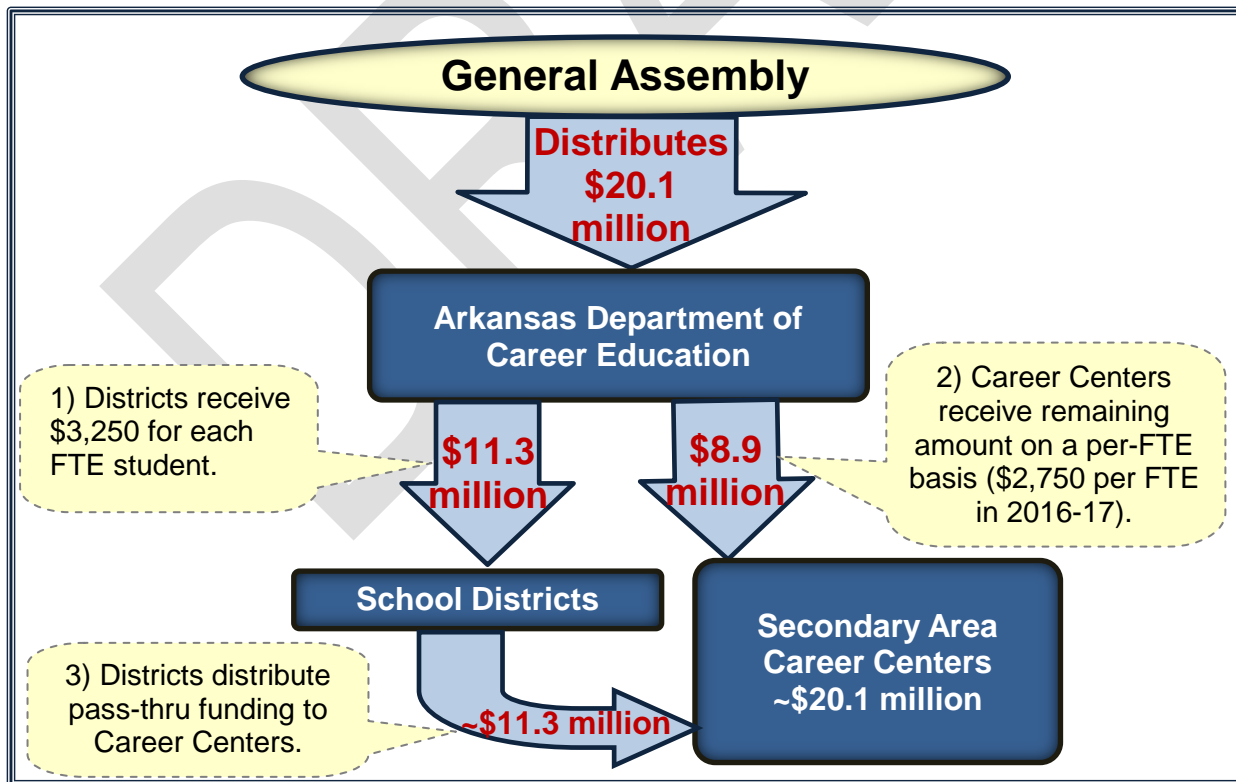 General Assembly
Distributes
$20.1
million
Arkansas Department of
Career Education
1) Districts receive
$3,250 for each
FTE student.
$11.3
million
$8.9
million
2) Career Centers
receive remaining
amount on a per-FTE
basis ($2,750 per FTE
in 2016-17).
School Districts
Secondary Area
Career Centers
~$20.1 million
3) Districts distribute
pass-thru funding to
Career Centers.
~$11.3 million